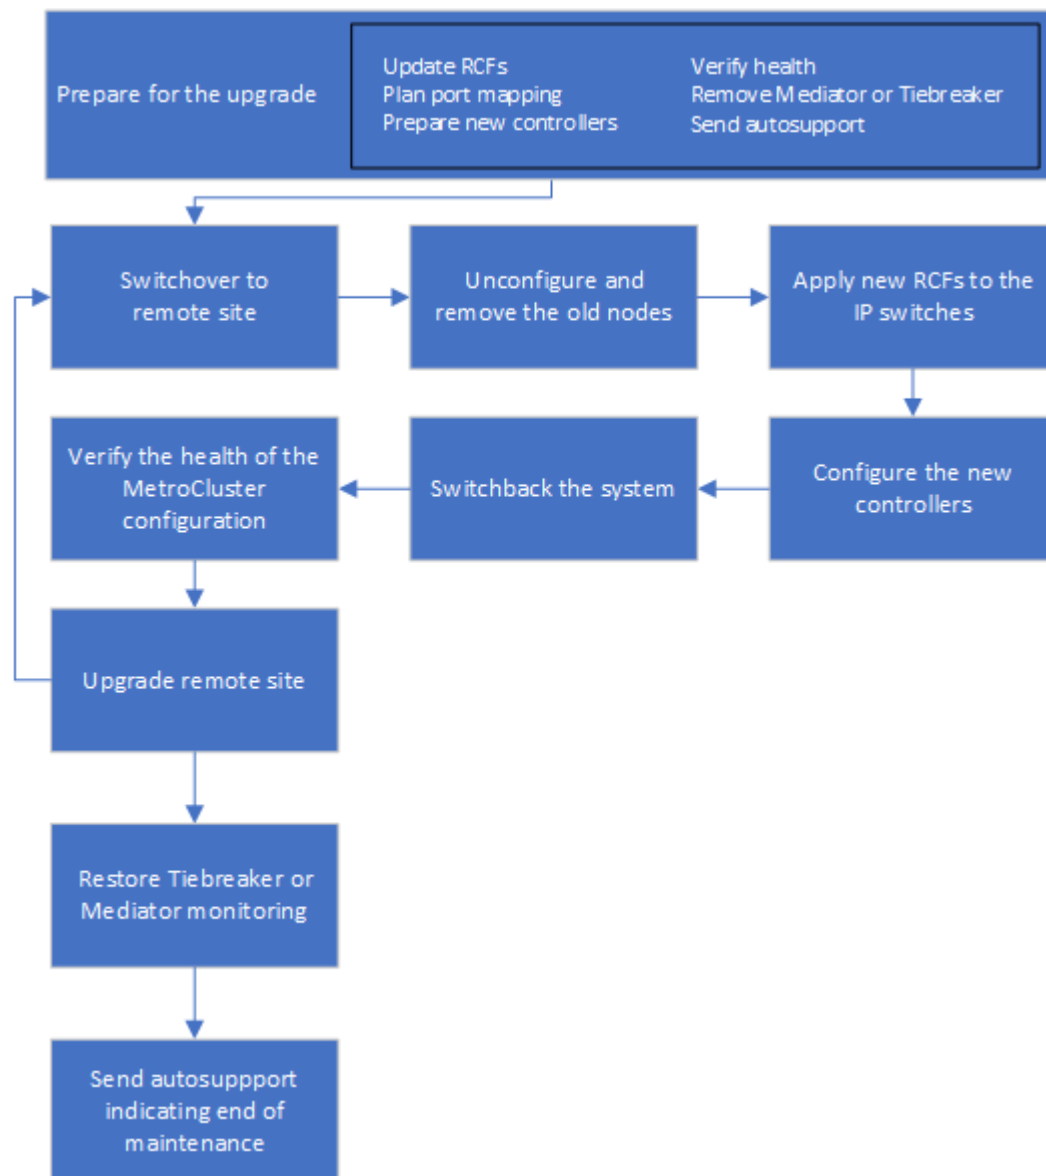 Prepare for the upgrade
Update RCFs
Plan port mapping
Prepare new controllers
Verify health
Remove Mediator or Tiebreaker
Send autosupport
Switchover to
remote site
Unconfigure and
remove the old nodes
Apply new RCFs to the
IP switches
Configure the new
controllers
Switchback the system
Verify the health of the
MetroCluster
configuration
Upgrade remote site
Restore Tiebreaker or
Mediator monitoring
Send autosuppport
indicating end of
maintenance